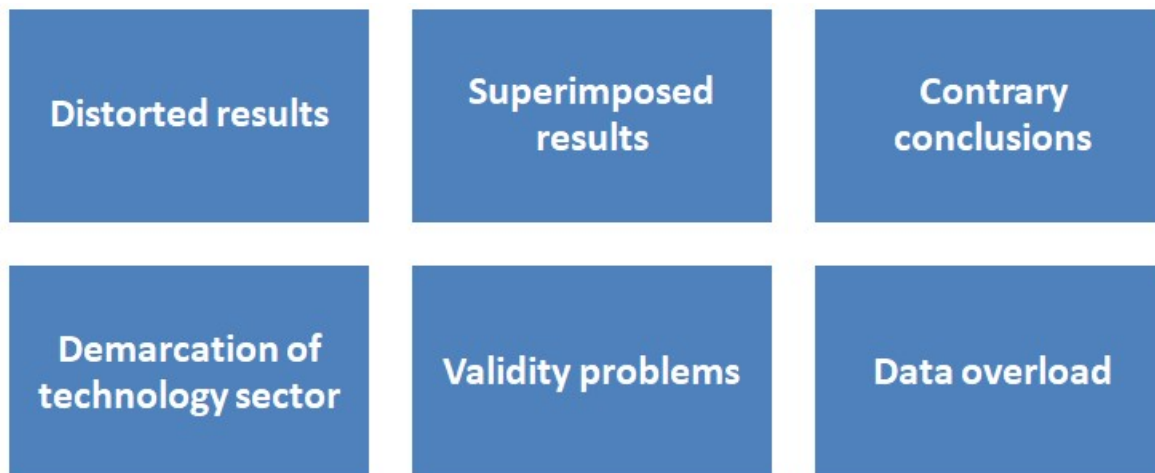 Distorted results
Superimposed
results
Contrary
conclusions
Demarcation of
technology sector
Validity problems
Data overload